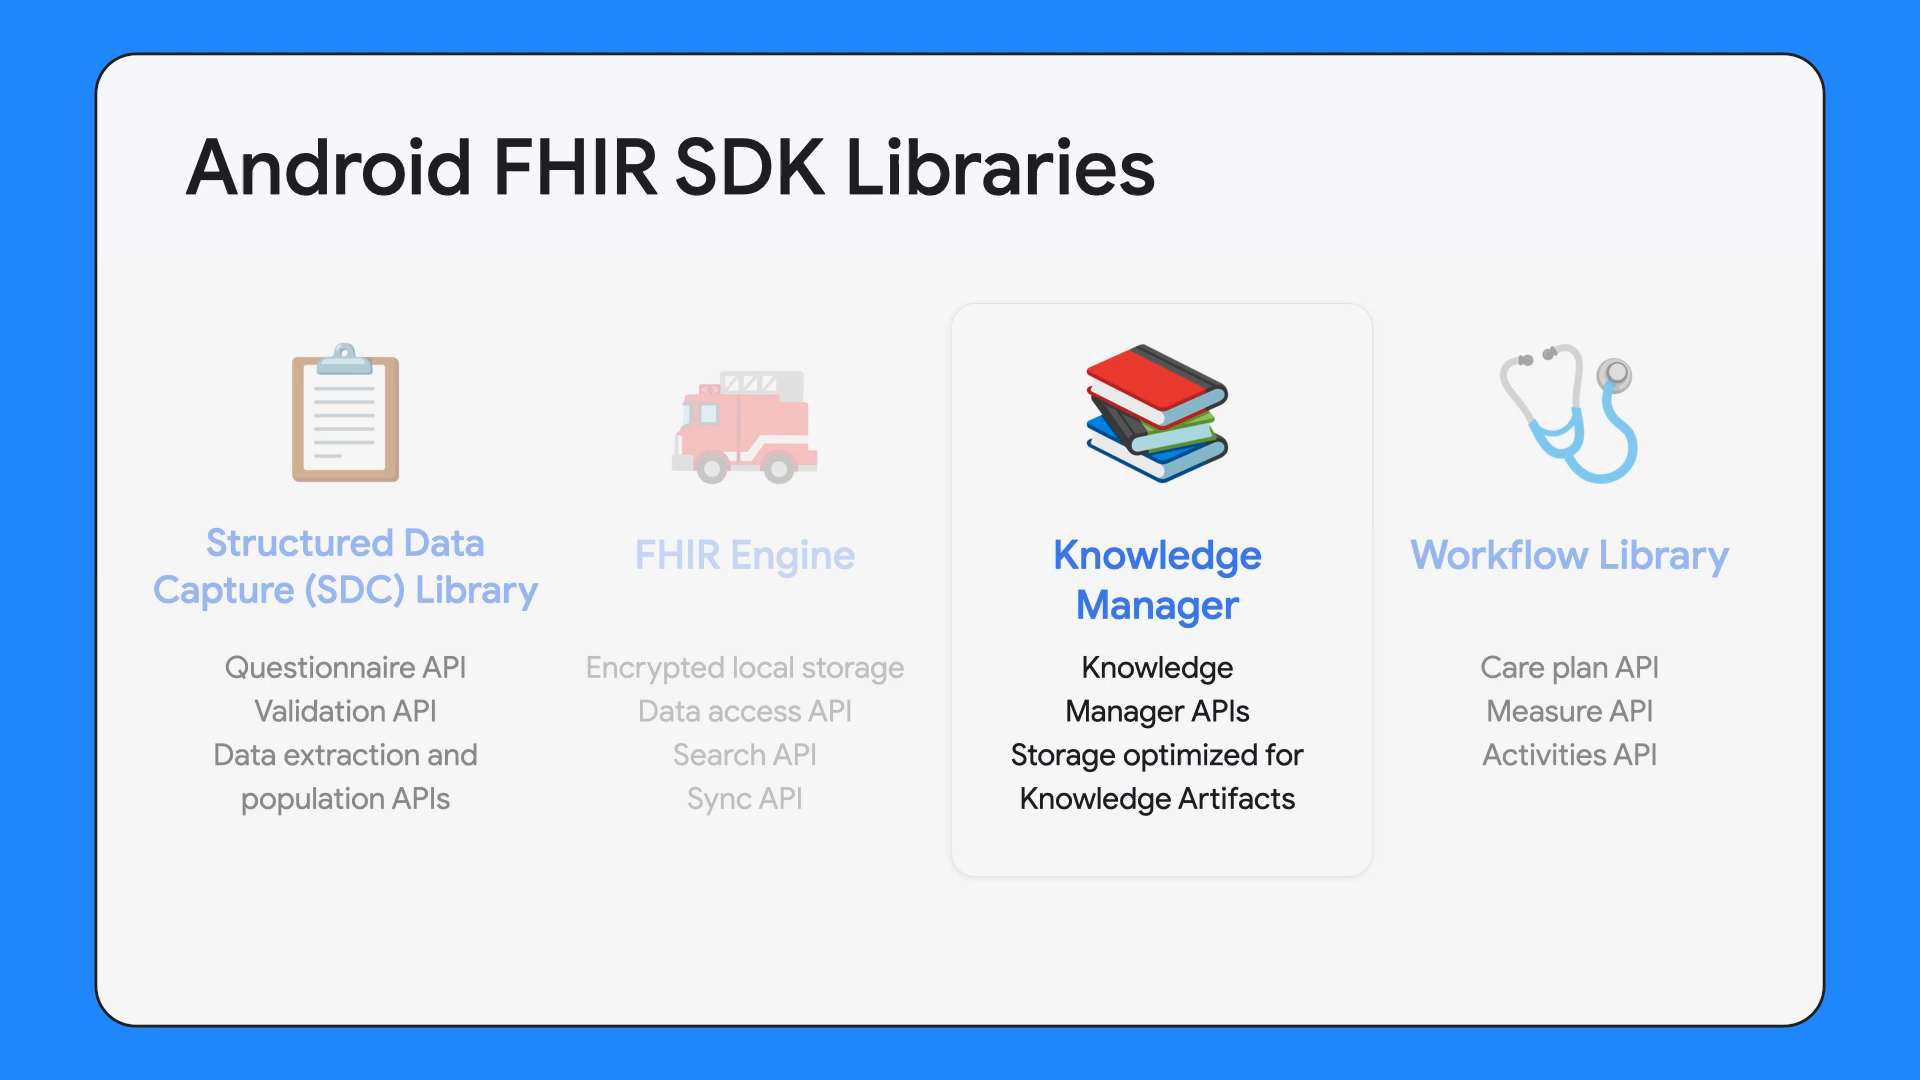 Android FHIR SDK Libraries
Structured Data
Capture (SDC) Library
Questionnaire API
Validation API
Data extraction and
population APIs
FHIR Engine
Encrypted local storage
Data access API
Search API
Sync API
Knowledge
Manager
Knowledge
Manager APIs
Storage optimized for
Knowledge Artifacts
Workflow Library
Care plan API
Measure API
Activities API